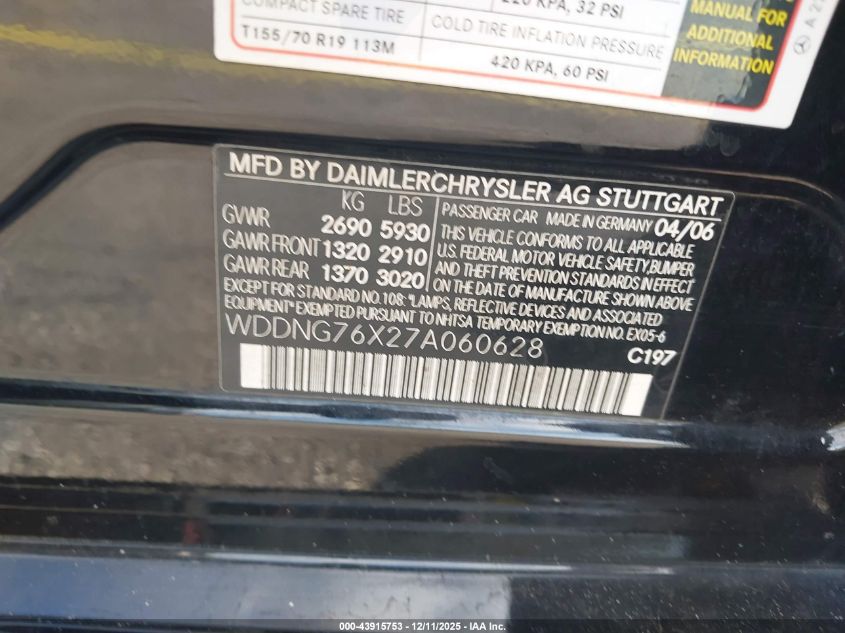 220 KPA, 32 PSI
COMPACT SPARE TIRE
T155/70 R19 113M
COLD TIRE INFLATION PRESSURE
420 KPA, 60 PSI
MANUAL FOR
ADDITIONAL
INFORMATION
MFD BY DAIMLERCHRYSLER AG STUTTGART
KG LBS
GVWR 2690 5930
GAWR FRONT 1320 2910
GAWR REAR 1370 3020
PASSENGER CAR MADE IN GERMANY 04/06
THIS VEHICLE CONFORMS TO ALL APPLICABLE
U.S. FEDERAL MOTOR VEHICLE SAFETY, BUMPER
AND THEFT PREVENTION STANDARDS IN EFFECT
ON THE DATE OF MANUFACTURE SHOWN ABOVE
EXCEPT FOR STANDARD NO. 108: "LAMPS, REFLECTIVE DEVICES AND ASSOCIATED
EQUIPMENT" EXEMPTED PURSUANT TO NHTSA TEMPORARY EXEMPTION NO. EX05-6
WDDNG76X27A060628
C197
000-43915753 - 12/11/2025 - IAA Inc.